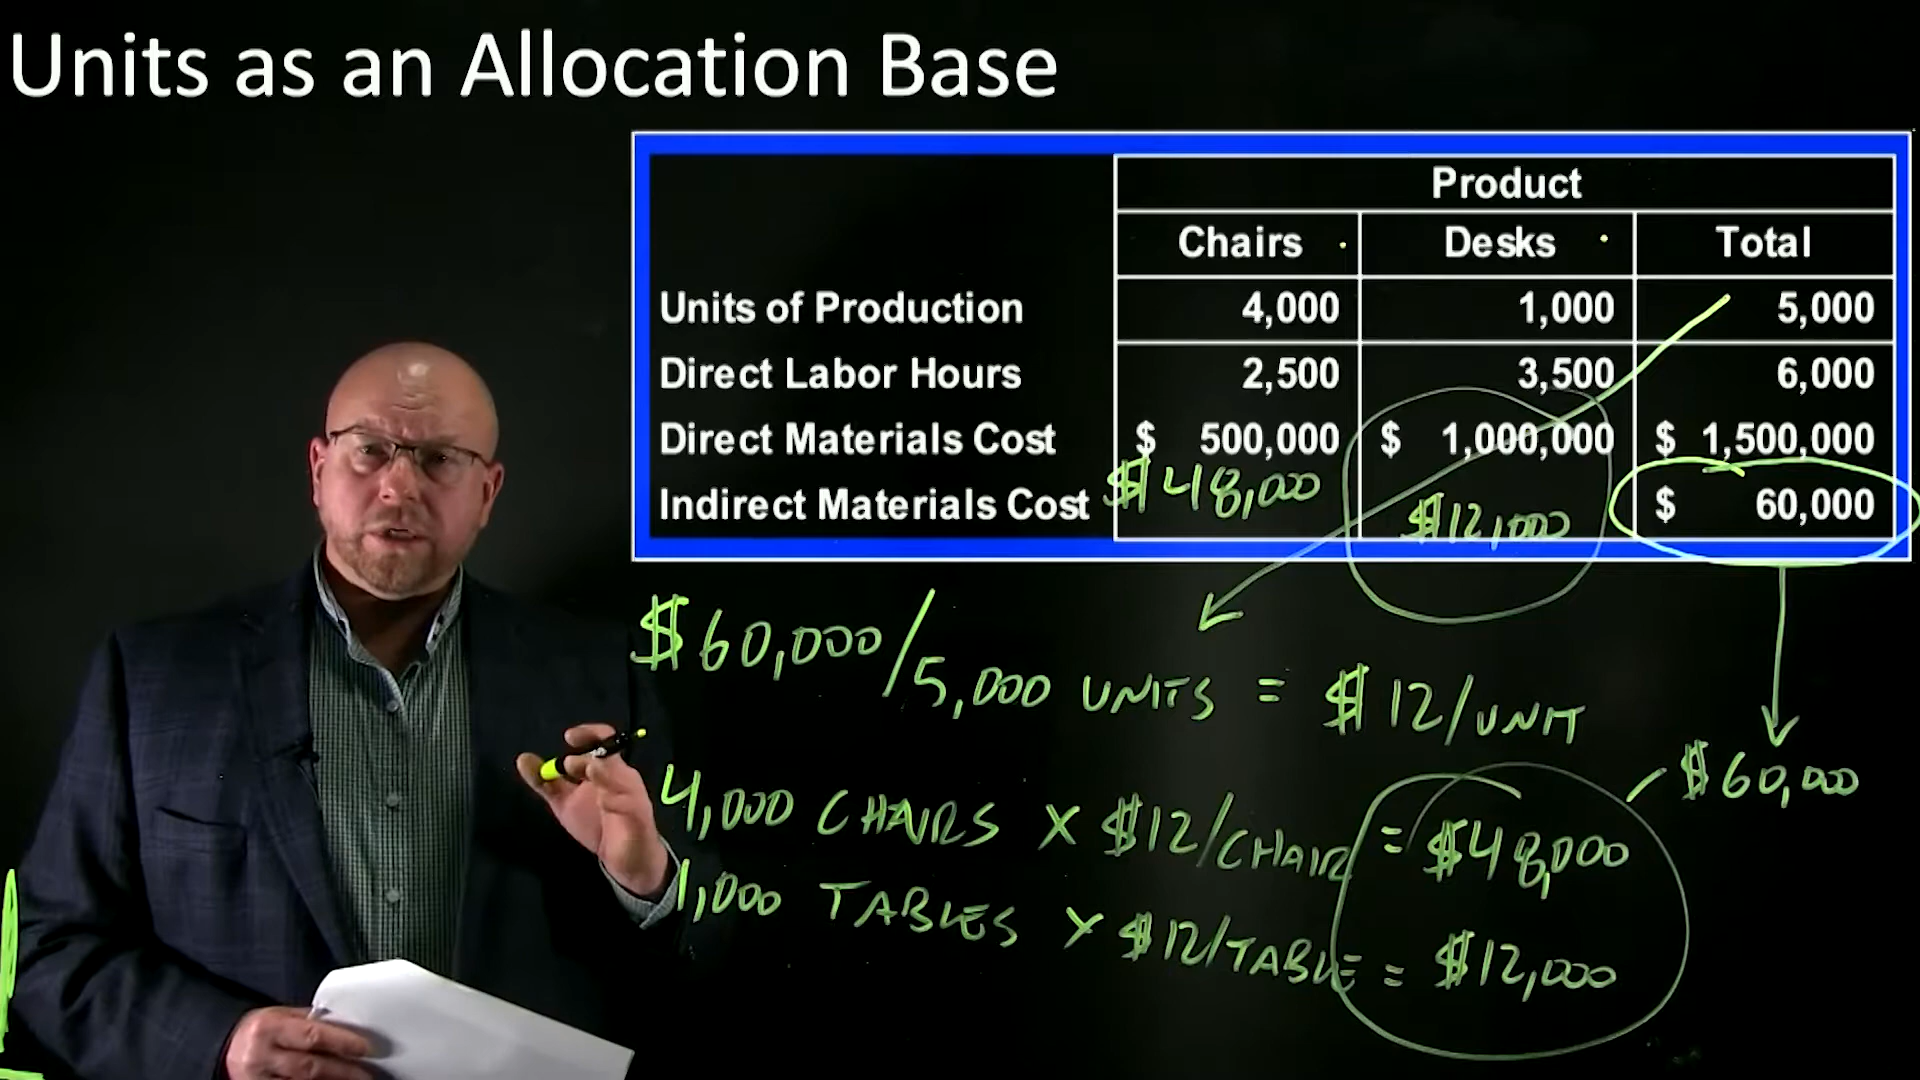 Units as an Allocation Base
Product
Chairs Desks Total
Units of Production 4,000 1,000 5,000
Direct Labor Hours 2,500 3,500 6,000
Direct Materials Cost $ 500,000 $ 1,000,000 $ 1,500,000
Indirect Materials Cost $48,000 $12,000 $ 60,000
$60,000/5,000 UNITS = $12/UNIT
$60,000
4,000 CHAIRS X $12/CHAIR = $48,000
1,000 TABLES X $12/TABLE = $12,000